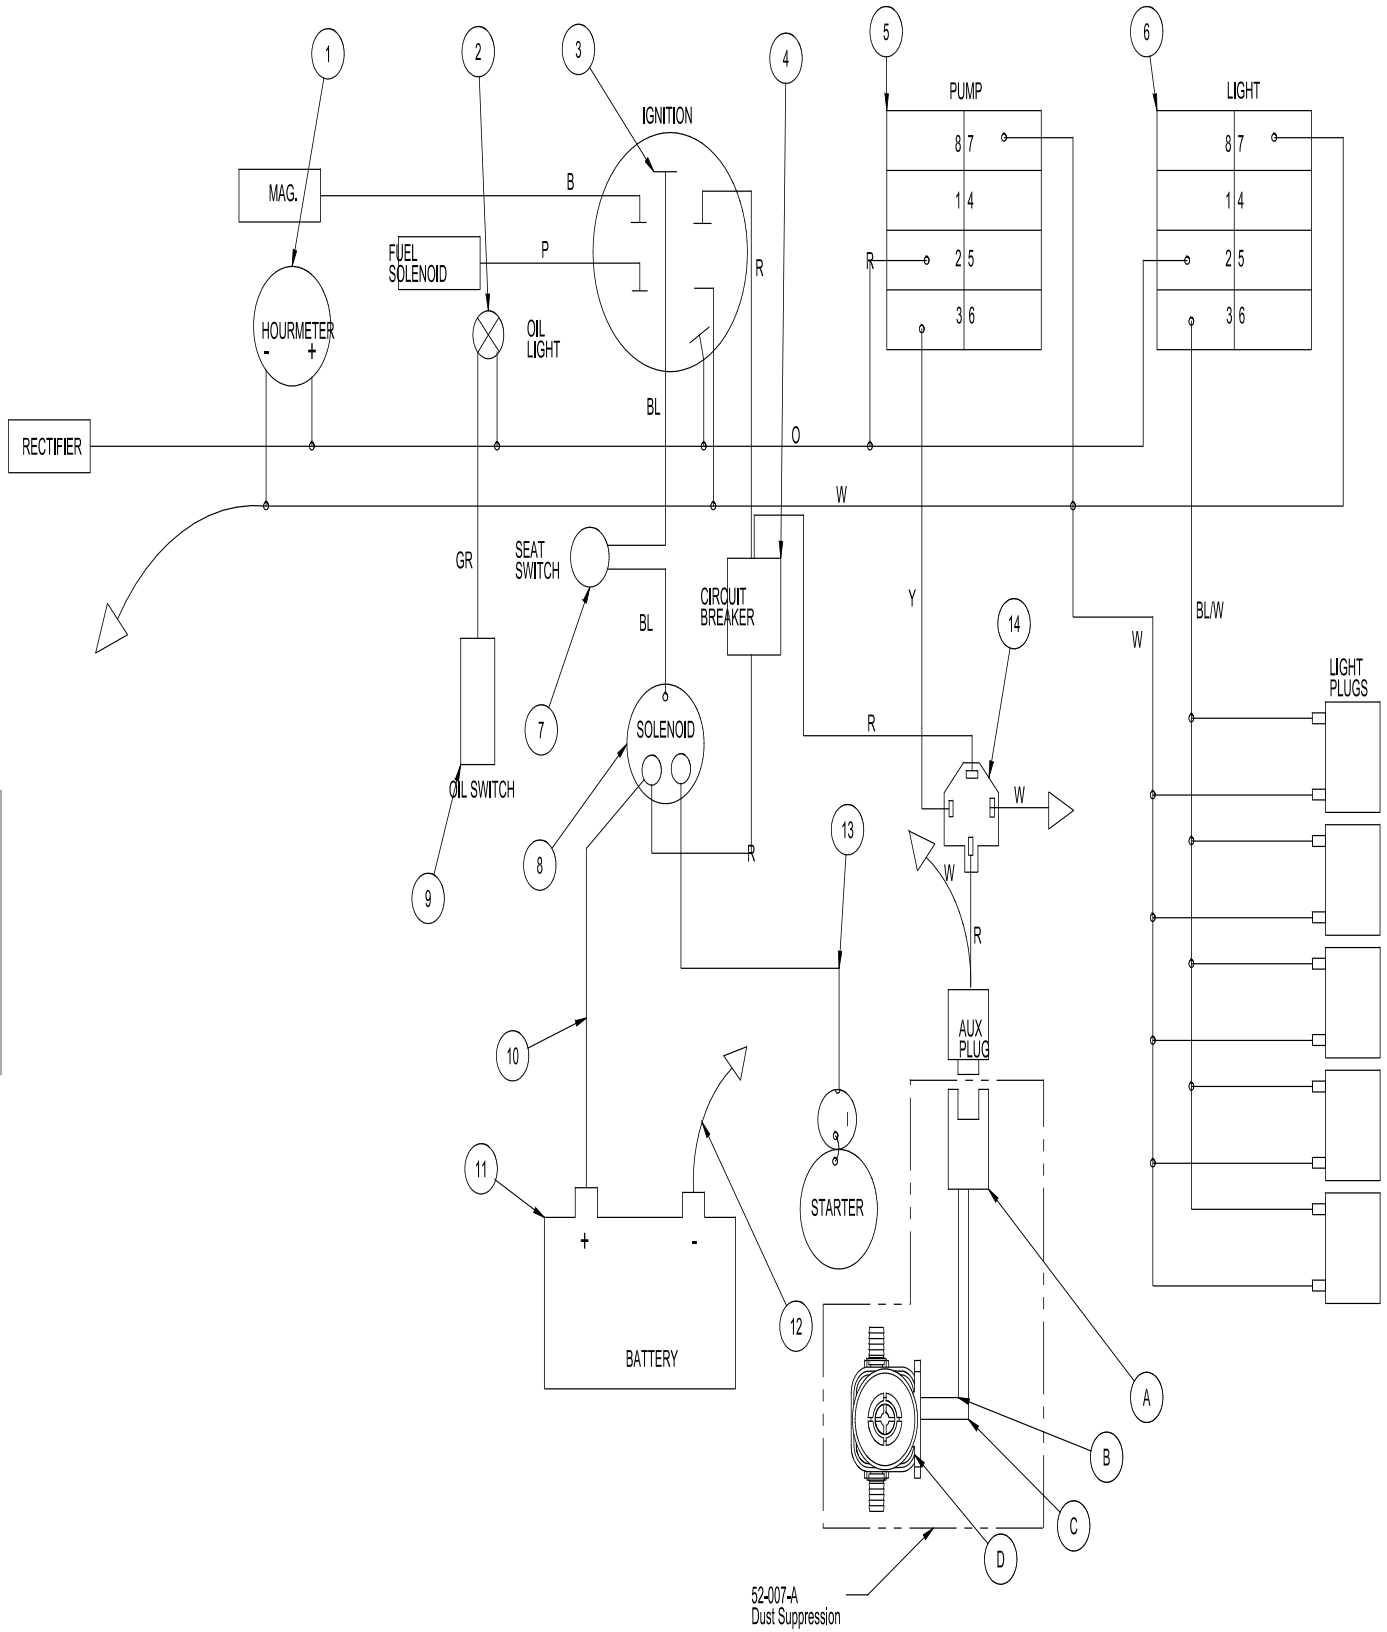 1
2
3
4
5
6
IGNITION
PUMP
LIGHT
MAG.
B
8 7
8 7
1 4
1 4
FUEL
SOLENOID
P
R
R
2 5
2 5
HOURMETER
- +
OIL
LIGHT
3 6
3 6
BL
RECTIFIER
O
W
GR
SEAT
SWITCH
CIRCUIT
BREAKER
BL
Y
14
BL/W
W
LIGHT
PLUGS
7
SOLENOID
R
OIL SWITCH
W
13
8
R
W
9
R
10
AUX
PLUG
11
STARTER
+ -
12
BATTERY
A
B
C
D
52-007-A
Dust Suppression